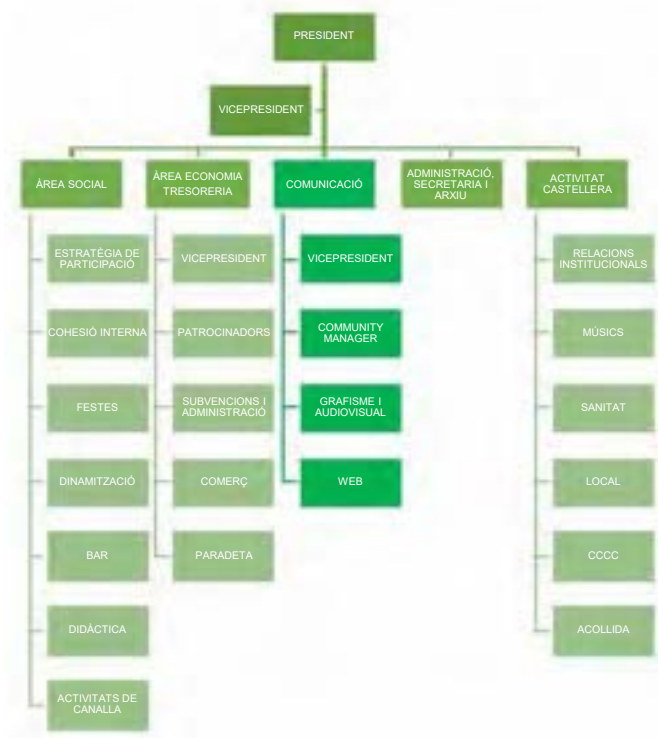 PRESIDENT
VICEPRESIDENT
ÀREA SOCIAL
ÀREA ECONOMIA
TRESORERIA
COMUNICACIÓ
ADMINISTRACIÓ,
SECRETARIA I
ARXIU
ACTIVITAT
CASTELLERA
ESTRATÈGIA DE
PARTICIPACIÓ
COHESIÓ INTERNA
FESTES
DINAMITZACIÓ
BAR
DIDÀCTICA
ACTIVITATS DE
CANALLA
VICEPRESIDENT
PATROCINADORS
SUBVENCIONS I
ADMINISTRACIÓ
COMERÇ
PARADETA
VICEPRESIDENT
COMMUNITY
MANAGER
GRAFISME I
AUDIOVISUAL
WEB
RELACIONS
INSTITUCIONALS
MÚSICS
SANITAT
LOCAL
CCCC
ACOLLIDA